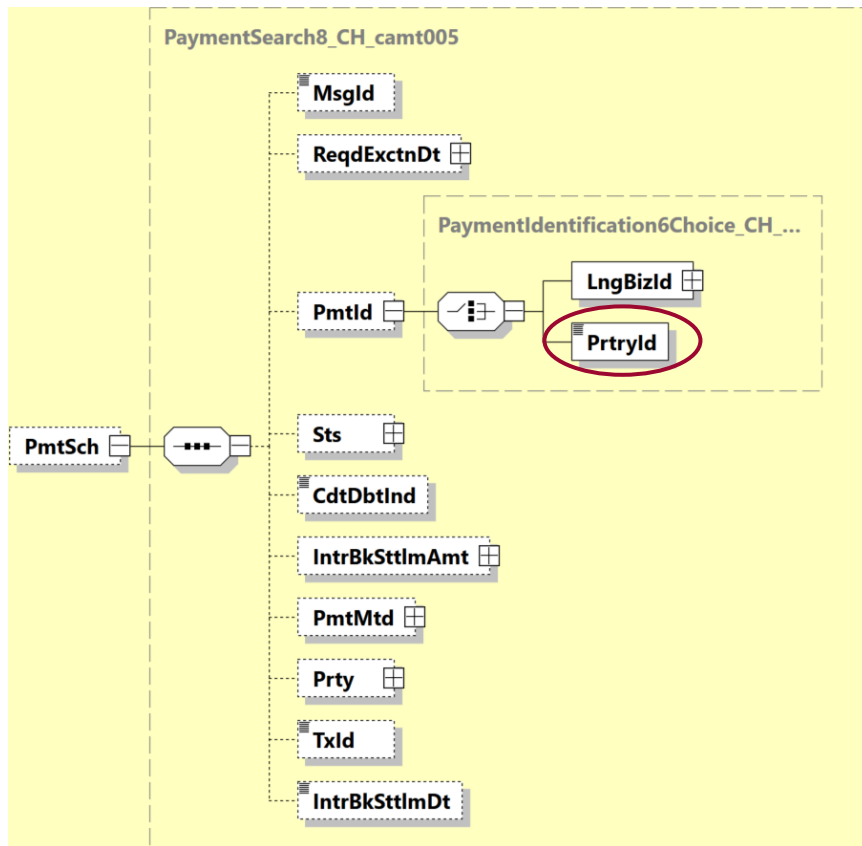 PaymentSearch8_CH_camt005
MsgId
ReqdExctnDt
PaymentIdentification6Choice_CH_...
LngBizId
PmtId
PrtryId
Sts
PmtSch
CdtDbtInd
IntrBkSttlmAmt
PmtMtd
Prty
TxId
IntrBkSttlmDt